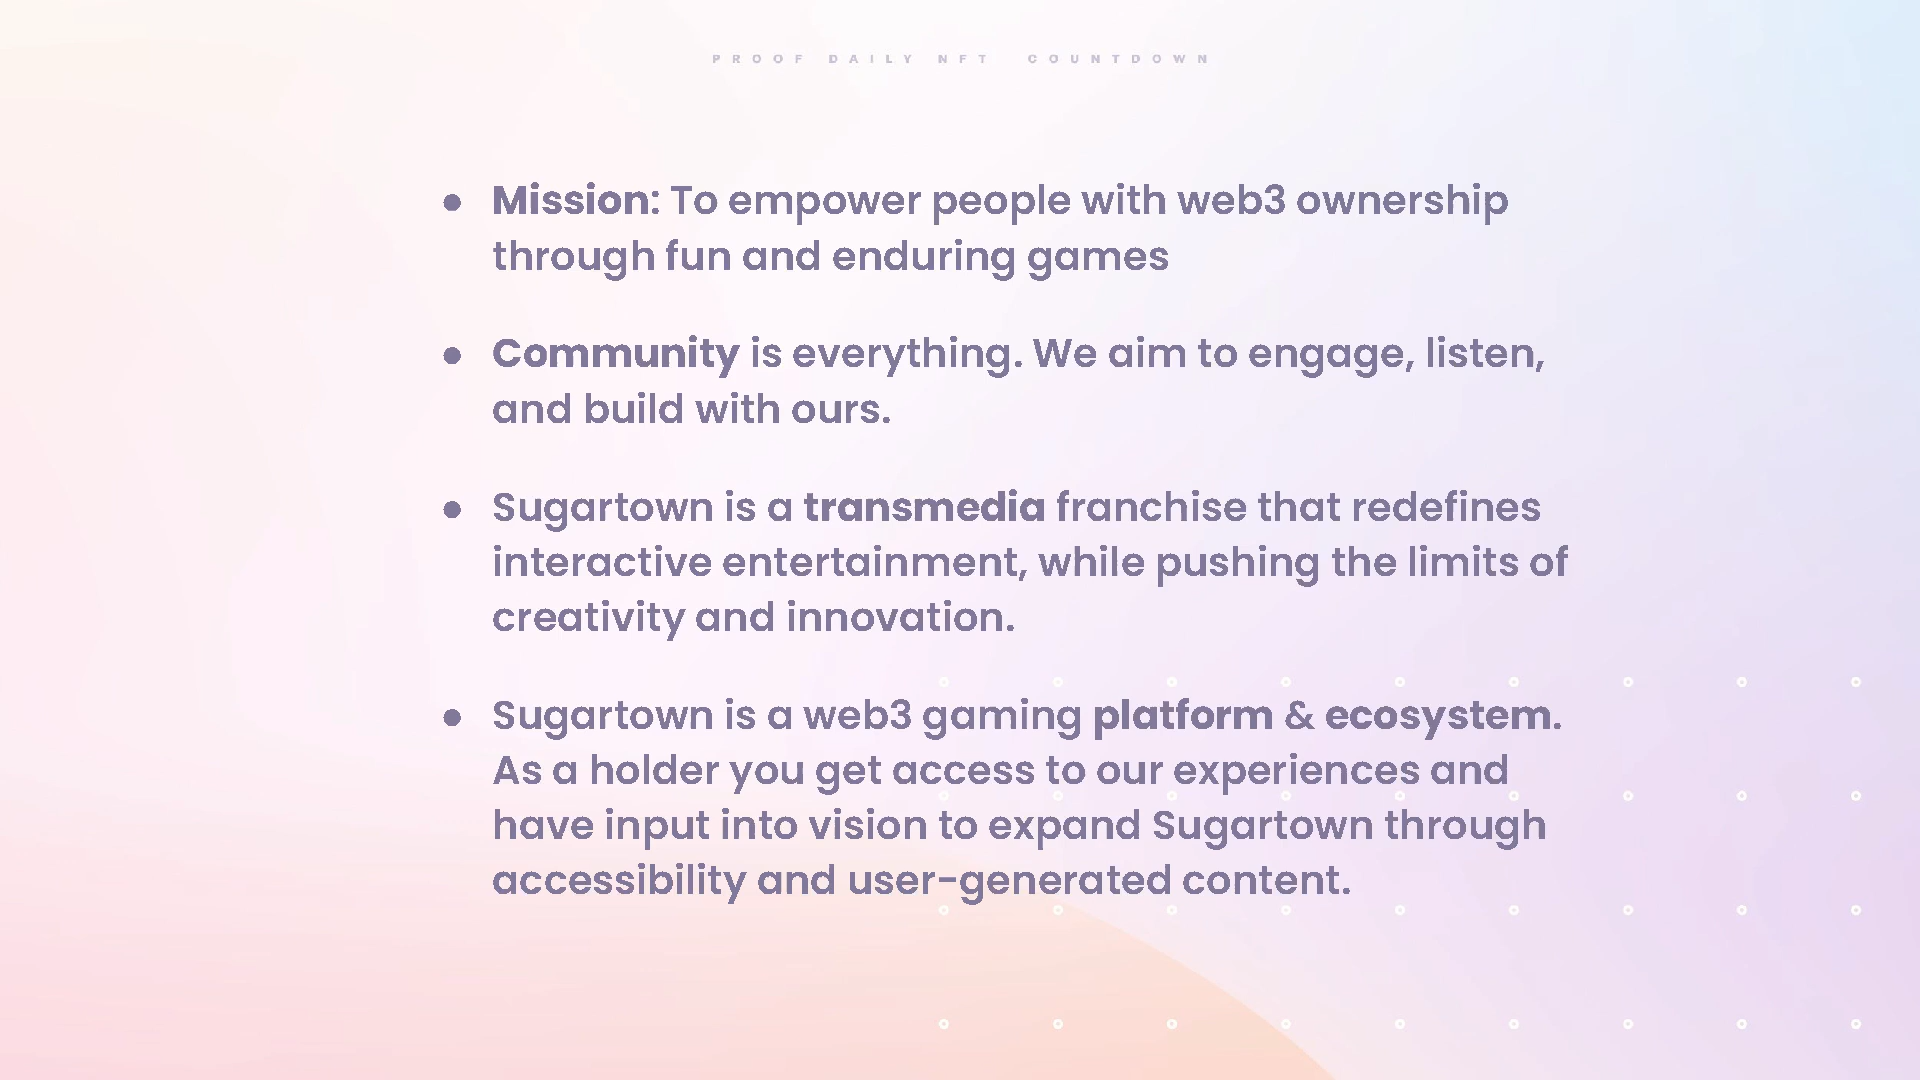 PROOF DAILY NFT COUNTDOWN
● Mission: To empower people with web3 ownership
through fun and enduring games
● Community is everything. We aim to engage, listen,
and build with ours.
● Sugartown is a transmedia franchise that redefines
interactive entertainment, while pushing the limits of
creativity and innovation.
● Sugartown is a web3 gaming platform & ecosystem.
As a holder you get access to our experiences and
have input into vision to expand Sugartown through
accessibility and user-generated content.